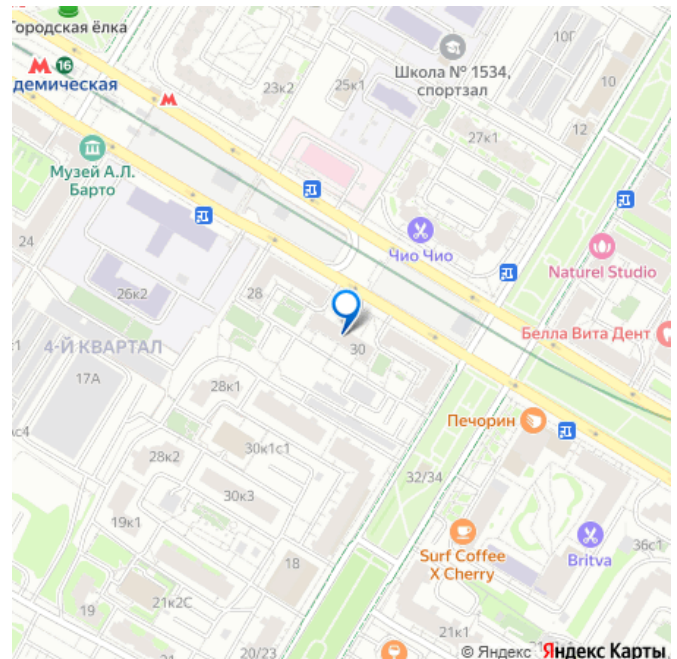 Городская ёлка
16
демическая
23к2
25к1
Школа № 1534,
спортзал
10Г
10
12
27к1
Музей А.Л.
Барто
24
Чио Чио
Naturel Studio
26к2
28
Белла Вита Дент
4-Й КВАРТАЛ
30
17А
28к1
Печорин
с4
28к2
30к1с1
32/34
30к3
19к1
Surf Coffee
X Cherry
Britva
36с1
18
19
21к2С
21к1
20/23
© Яндекс Яндекс Карты